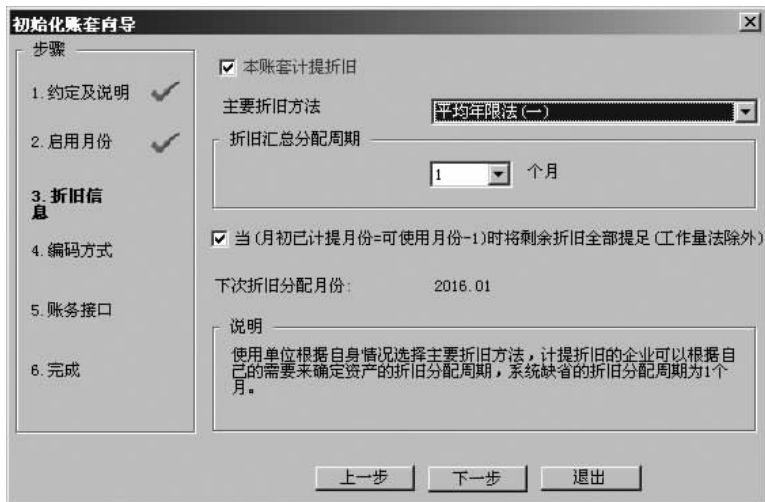 初始化账套向导
步骤
1.约定及说明
2.启用月份
3.折旧信
息
4.编码方式
5.账务接口
6.完成
本账套计提折旧
主要折旧方法
平均年限法(一)
折旧汇总分配周期
1
个月
当(月初已计提月份=可使用月份-1)时将剩余折旧全部提足(工作量法除外)
下次折旧分配月份:
2016.01
说明
使用单位根据自身情况选择主要折旧方法，计提折旧的企业可以根据自
己的需要来确定资产的折旧分配周期，系统缺省的折旧分配周期为1个
月。
上一步
下一步
退出